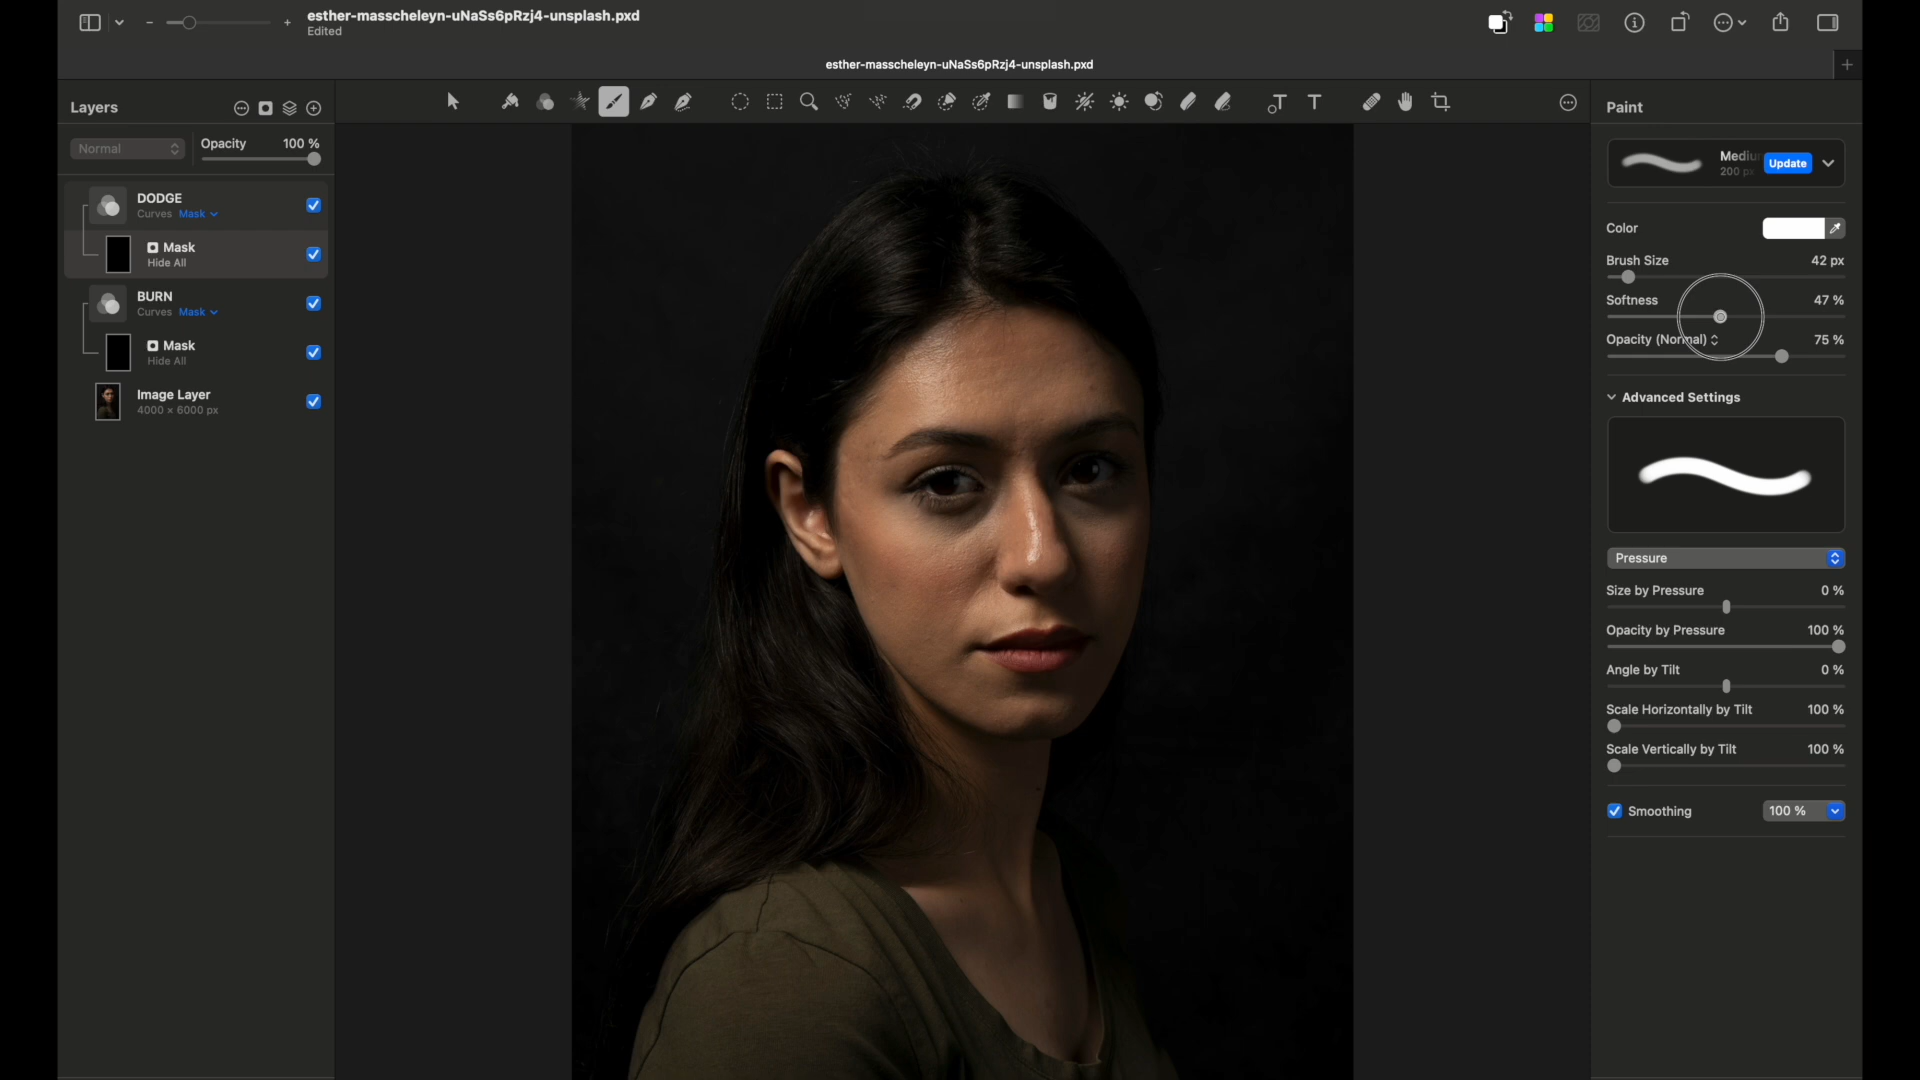 esther-masscheleyn-uNaSs6pRzj4-unsplash.pxd
Edited
esther-masscheleyn-uNaSs6pRzj4-unsplash.pxd
Layers
Normal
Opacity 100 %
DODGE
Curves Mask
Mask
Hide All
BURN
Curves Mask
Mask
Hide All
Image Layer
4000 × 6000 px
Paint
Update
200 px
Color
Brush Size 42 px
Softness 47 %
Opacity (Normal) 75 %
Advanced Settings
Pressure
Size by Pressure 0 %
Opacity by Pressure 100 %
Angle by Tilt 0 %
Scale Horizontally by Tilt 100 %
Scale Vertically by Tilt 100 %
Smoothing 100 %